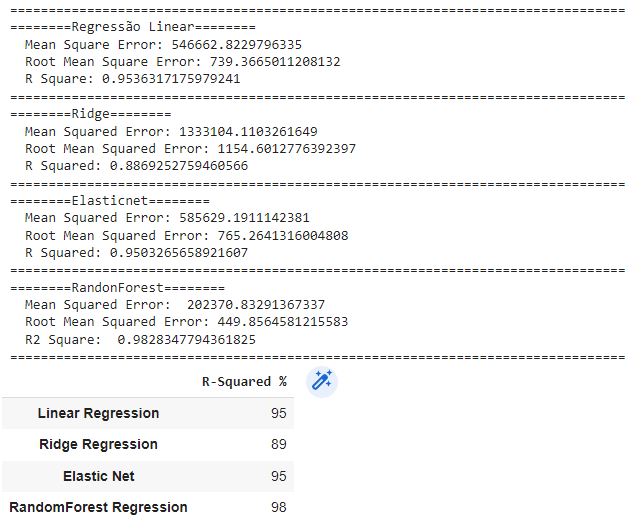 ================================================================================
========Regressão Linear========
Mean Square Error: 546662.8229796335
Root Mean Square Error: 739.3665011208132
R Square: 0.9536317175979241
================================================================================
========Ridge========
Mean Squared Error: 1333104.1103261649
Root Mean Squared Error: 1154.6012776392397
R Squared: 0.8869252759460566
================================================================================
========Elasticnet========
Mean Squared Error: 585629.1911142381
Root Mean Squared Error: 765.2641316004808
R Squared: 0.9503265658921607
================================================================================
========RandonForest========
Mean Squared Error:  202370.83291367337
Root Mean Squared Error: 449.8564581215583
R2 Square:  0.9828347794361825
================================================================================
R-Squared %
Linear Regression 95
Ridge Regression 89
Elastic Net 95
RandomForest Regression 98